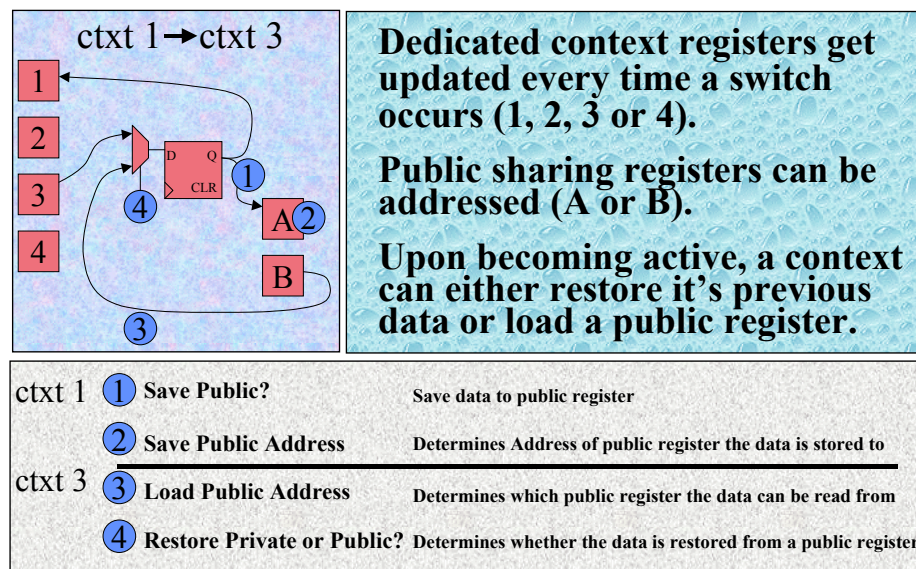 ctxt 1→ctxt 3
1
2
3
4
D Q
CLR
1
4
A 2
B
3
Dedicated context registers get
updated every time a switch
occurs (1, 2, 3 or 4).
Public sharing registers can be
addressed (A or B).
Upon becoming active, a context
can either restore it's previous
data or load a public register.
ctxt 1 1 Save Public? Save data to public register
2 Save Public Address Determines Address of public register the data is stored to
ctxt 3 3 Load Public Address Determines which public register the data can be read from
4 Restore Private or Public? Determines whether the data is restored from a public register